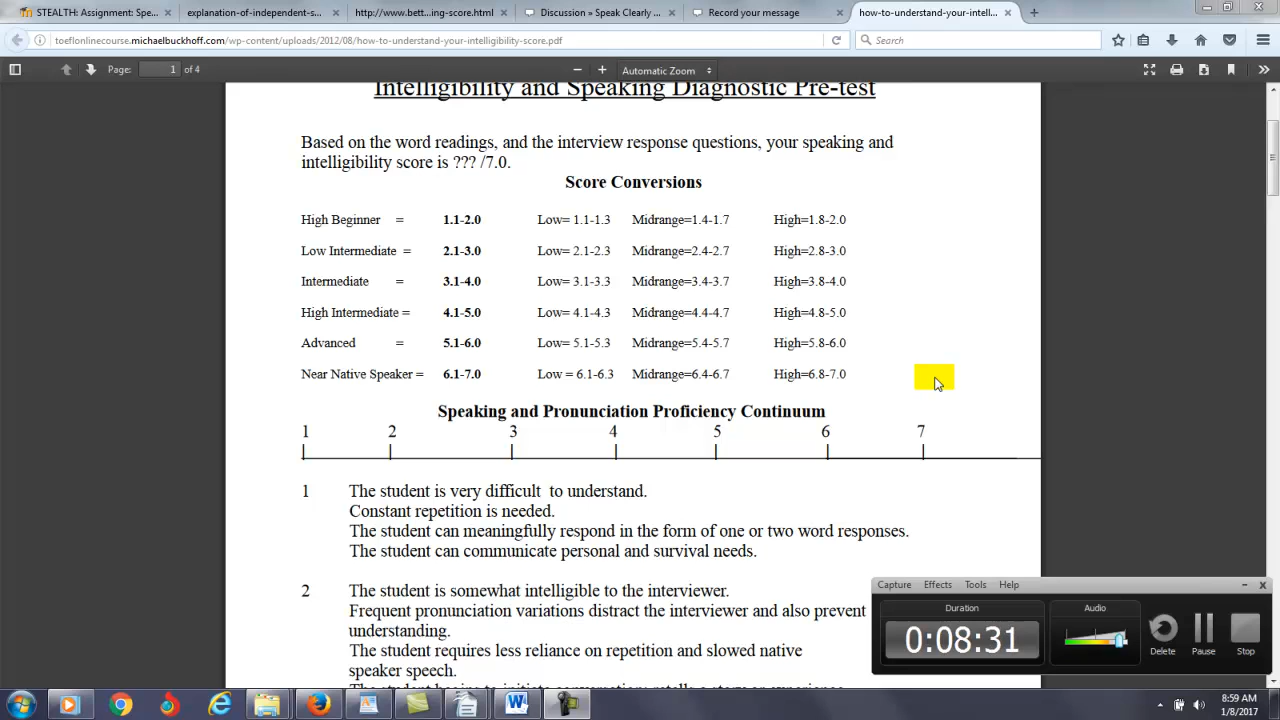 STEALTH: Assignment: Spe... × explanation-of-independent-s... × http://www.bett...ing-score.html × Discussion » Speak Clearly ... × Record your message × how-to-understand-your-intell... ×
toeflonlinecourse.michaelbuckhoff.com/wp-content/uploads/2012/08/how-to-understand-your-intelligibility-score.pdf Search
Page: 1 of 4 Automatic Zoom
Intelligibility and Speaking Diagnostic Pre-test
Based on the word readings, and the interview response questions, your speaking and
intelligibility score is ??? /7.0.
Score Conversions
High Beginner = 1.1-2.0 Low= 1.1-1.3 Midrange=1.4-1.7 High=1.8-2.0
Low Intermediate = 2.1-3.0 Low= 2.1-2.3 Midrange=2.4-2.7 High=2.8-3.0
Intermediate = 3.1-4.0 Low= 3.1-3.3 Midrange=3.4-3.7 High=3.8-4.0
High Intermediate = 4.1-5.0 Low= 4.1-4.3 Midrange=4.4-4.7 High=4.8-5.0
Advanced = 5.1-6.0 Low= 5.1-5.3 Midrange=5.4-5.7 High=5.8-6.0
Near Native Speaker = 6.1-7.0 Low = 6.1-6.3 Midrange=6.4-6.7 High=6.8-7.0
Speaking and Pronunciation Proficiency Continuum
1 2 3 4 5 6 7
1 The student is very difficult to understand.
Constant repetition is needed.
The student can meaningfully respond in the form of one or two word responses.
The student can communicate personal and survival needs.
2 The student is somewhat intelligible to the interviewer.
Frequent pronunciation variations distract the interviewer and also prevent
understanding.
The student requires less reliance on repetition and slowed native
speaker speech.
Capture Effects Tools Help
Duration Audio
0:08:31
Delete Pause Stop
8:59 AM
1/8/2017